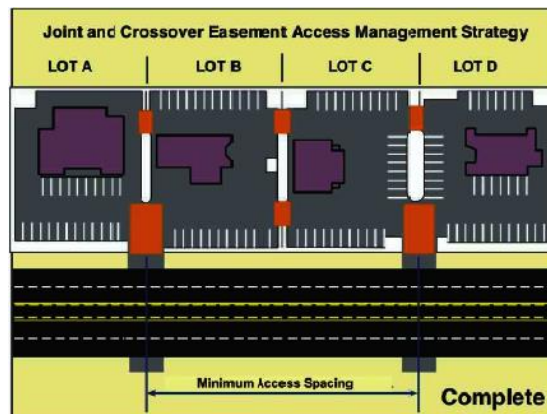 Joint and Crossover Easement Access Management Strategy
LOT A LOT B LOT C LOT D
Minimum Access Spacing
Complete